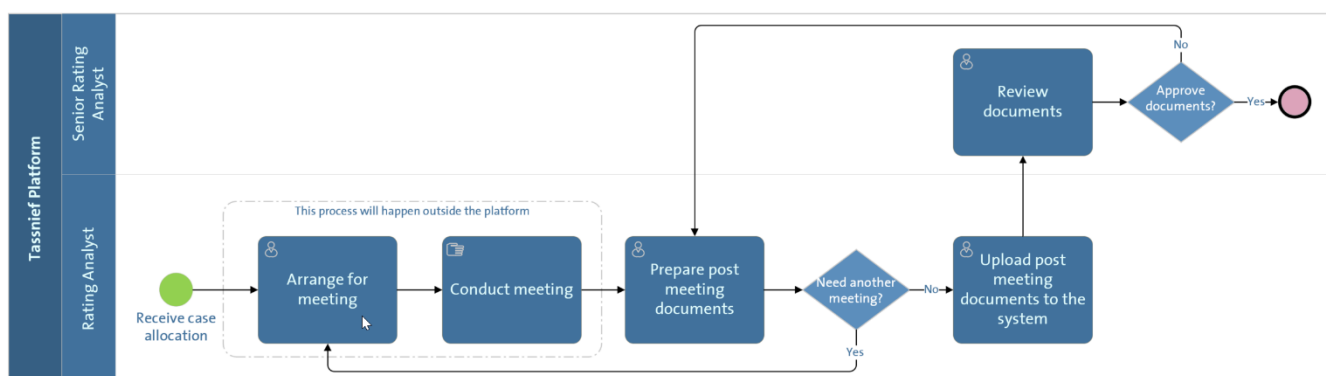 Tassnief Platform
Senior Rating
Analyst
Rating Analyst
No
Review
documents
Approve
documents?
Yes
This process will happen outside the platform
Receive case
allocation
Arrange for
meeting
Conduct meeting
Prepare post
meeting
documents
Need another
meeting?
No
Yes
Upload post
meeting
documents to the
system